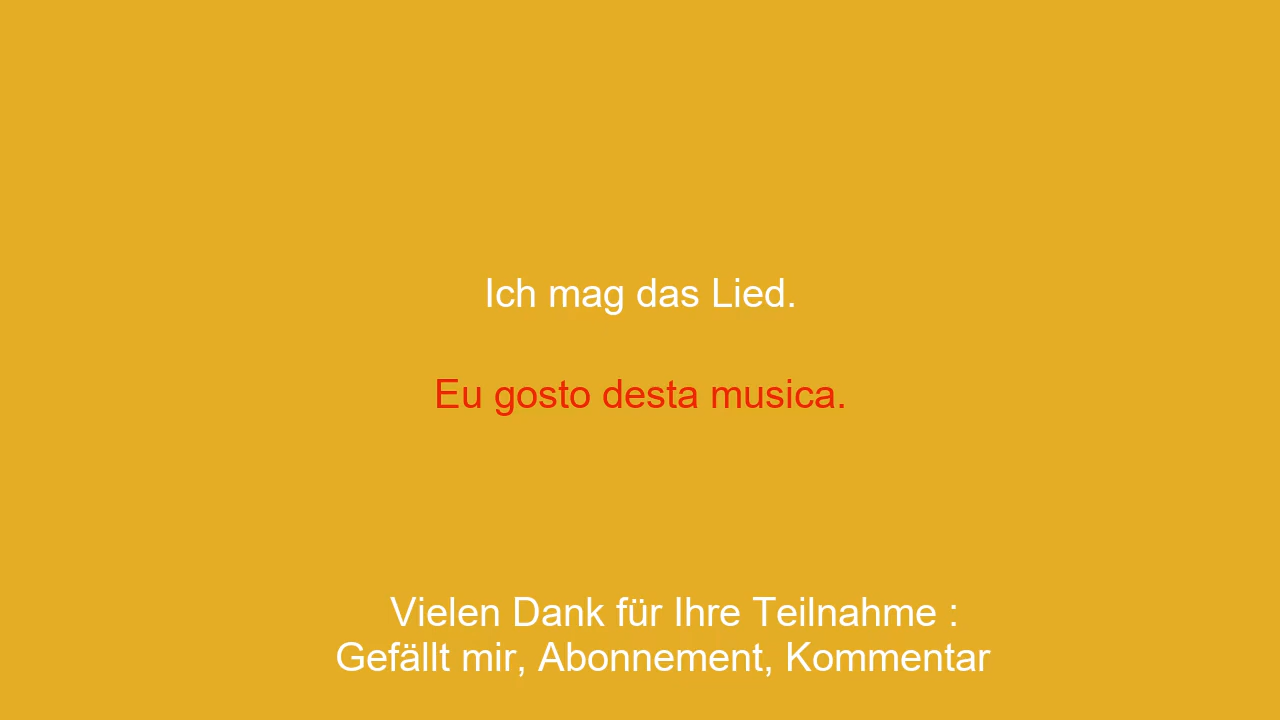 Ich mag das Lied.
Eu gosto desta musica.
Vielen Dank für Ihre Teilnahme :
Gefällt mir, Abonnement, Kommentar